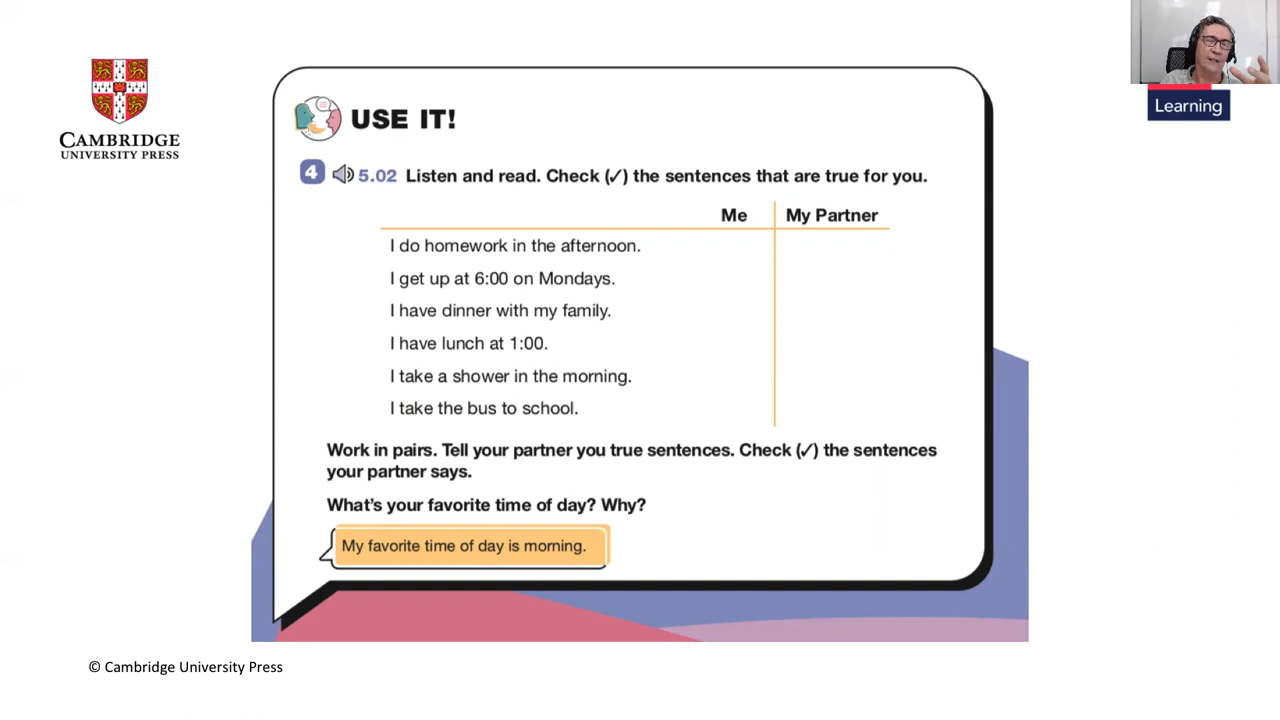 CAMBRIDGE
UNIVERSITY PRESS
Learning
USE IT!
4 5.02 Listen and read. Check (✓) the sentences that are true for you.
Me My Partner
I do homework in the afternoon.
I get up at 6:00 on Mondays.
I have dinner with my family.
I have lunch at 1:00.
I take a shower in the morning.
I take the bus to school.
Work in pairs. Tell your partner you true sentences. Check (✓) the sentences
your partner says.
What's your favorite time of day? Why?
My favorite time of day is morning.
© Cambridge University Press